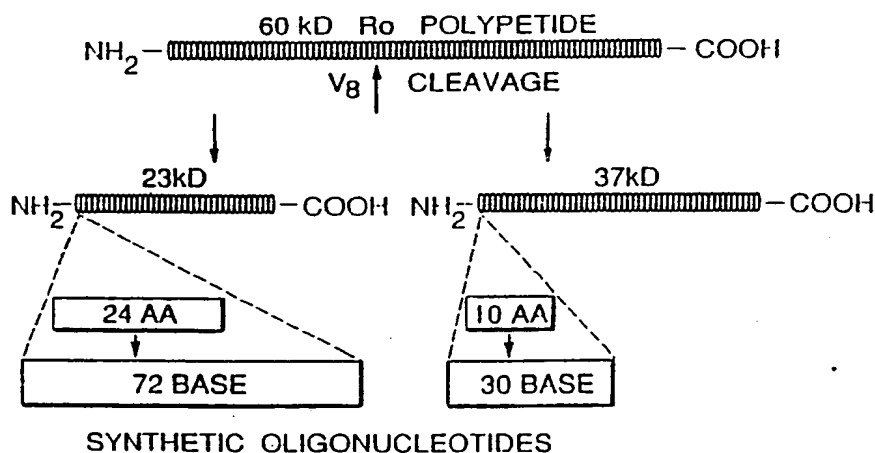 60 kD Ro POLYPETIDE
NH2 — — COOH
V8 CLEAVAGE
23kD 37kD
NH2 — — COOH NH2 — — COOH
24 AA 10 AA
72 BASE 30 BASE
SYNTHETIC OLIGONUCLEOTIDES